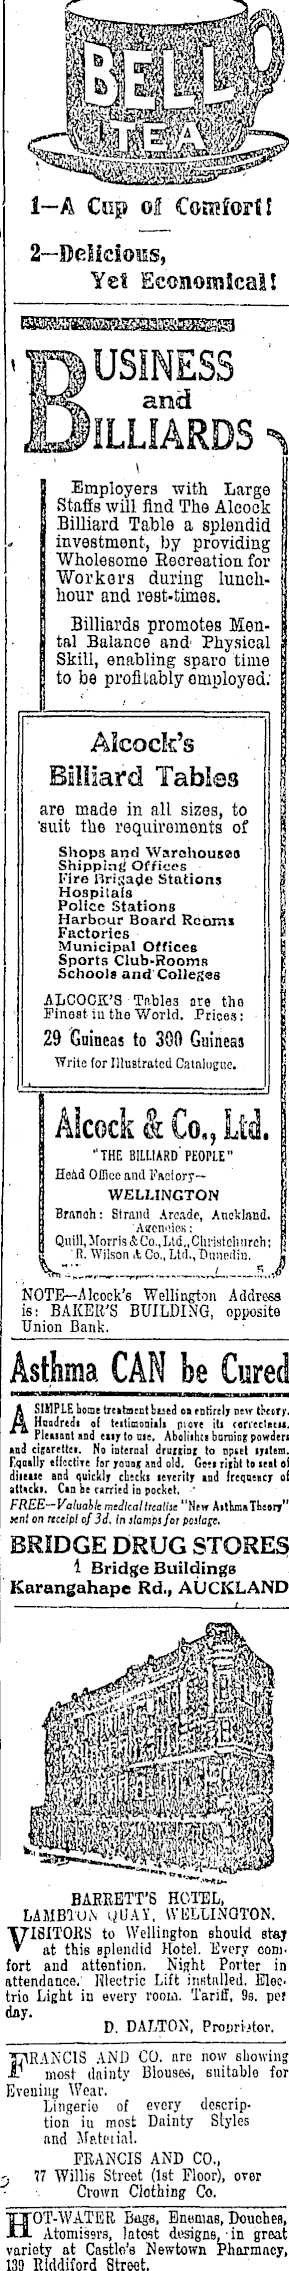 BELL
TEA
1—A Cup of Comfort!
2—Delicious,
Yet Economical!
BUSINESS
and
BILLIARDS
Employers with Large
Staffs will find The Alcock
Billiard Table a splendid
investment, by providing
Wholesome Recreation for
Workers during lunch-
hour and rest-times.
Billiards promotes Men-
tal Balance and Physical
Skill, enabling spare time
to be profitably employed.
Alcock's
Billiard Tables
are made in all sizes, to
suit the requirements of
Shops and Warehouses
Shipping Offices
Fire Brigade Stations
Hospitals
Police Stations
Harbour Board Rooms
Factories
Municipal Offices
Sports Club-Rooms
Schools and Colleges
ALCOCK'S Tables are the
Finest in the World. Prices:
29 Guineas to 300 Guineas
Write for Illustrated Catalogue.
Alcock & Co., Ltd.
"THE BILLIARD PEOPLE"
Head Office and Factory—
WELLINGTON
Branch: Strand Arcade, Auckland.
Agencies:
Quill, Morris & Co., Ltd., Christchurch;
R. Wilson & Co., Ltd., Dunedin.
NOTE—Alcock's Wellington Address
is: BAKER'S BUILDING, opposite
Union Bank.
Asthma CAN be Cured
A SIMPLE home treatment based on entirely new theory.
Hundreds of testimonials prove its correctness.
Pleasant and easy to use. Abolishes burning powders
and cigarettes. No internal drugging to upset system.
Equally effective for young and old. Goes right to seat of
disease and quickly checks severity and frequency of
attacks. Can be carried in pocket.
FREE—Valuable medical treatise "New Asthma Theory"
sent on receipt of 3d. in stamps for postage.
BRIDGE DRUG STORES
1 Bridge Buildings
Karangahape Rd., AUCKLAND
BARRETT'S HOTEL,
LAMBTON QUAY, WELLINGTON.
VISITORS to Wellington should stay
at this splendid Hotel. Every com-
fort and attention. Night Porter in
attendance. Electric Lift installed. Elec-
tric Light in every room. Tariff, 9s. per
day.
D. DALTON, Proprietor.
FRANCIS AND CO. are now showing
most dainty Blouses, suitable for
Evening Wear.
Lingerie of every descrip-
tion in most Dainty Styles
and Material.
FRANCIS AND CO.,
77 Willis Street (1st Floor), over
Crown Clothing Co.
HOT-WATER Bags, Enemas, Douches,
Atomisers, latest designs, in great
variety at Castle's Newtown Pharmacy,
139 Riddiford Street.